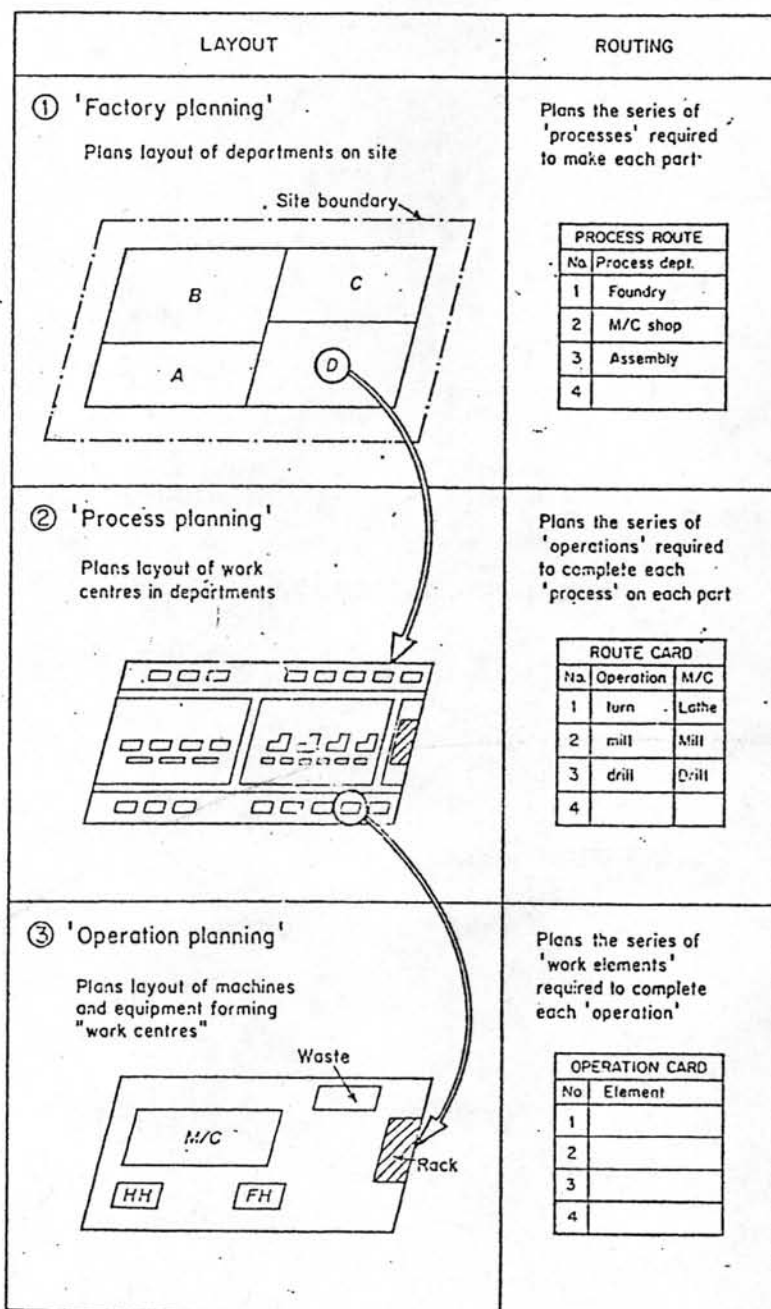 LAYOUT
ROUTING
① 'Factory planning'
Plans layout of departments on site
Site boundary
B
C
A
D
Plans the series of
'processes' required
to make each part
PROCESS ROUTE
No. Process dept.
1 Foundry
2 M/C shop
3 Assembly
4
② 'Process planning'
Plans layout of work
centres in departments
Plans the series of
'operations' required
to complete each
'process' on each part
ROUTE CARD
No. Operation M/C
1 turn Lathe
2 mill Mill
3 drill Drill
4
③ 'Operation planning'
Plans layout of machines
and equipment forming
"work centres"
Waste
M/C
Rack
HH
FH
Plans the series of
'work elements'
required to complete
each 'operation'
OPERATION CARD
No Element
1
2
3
4